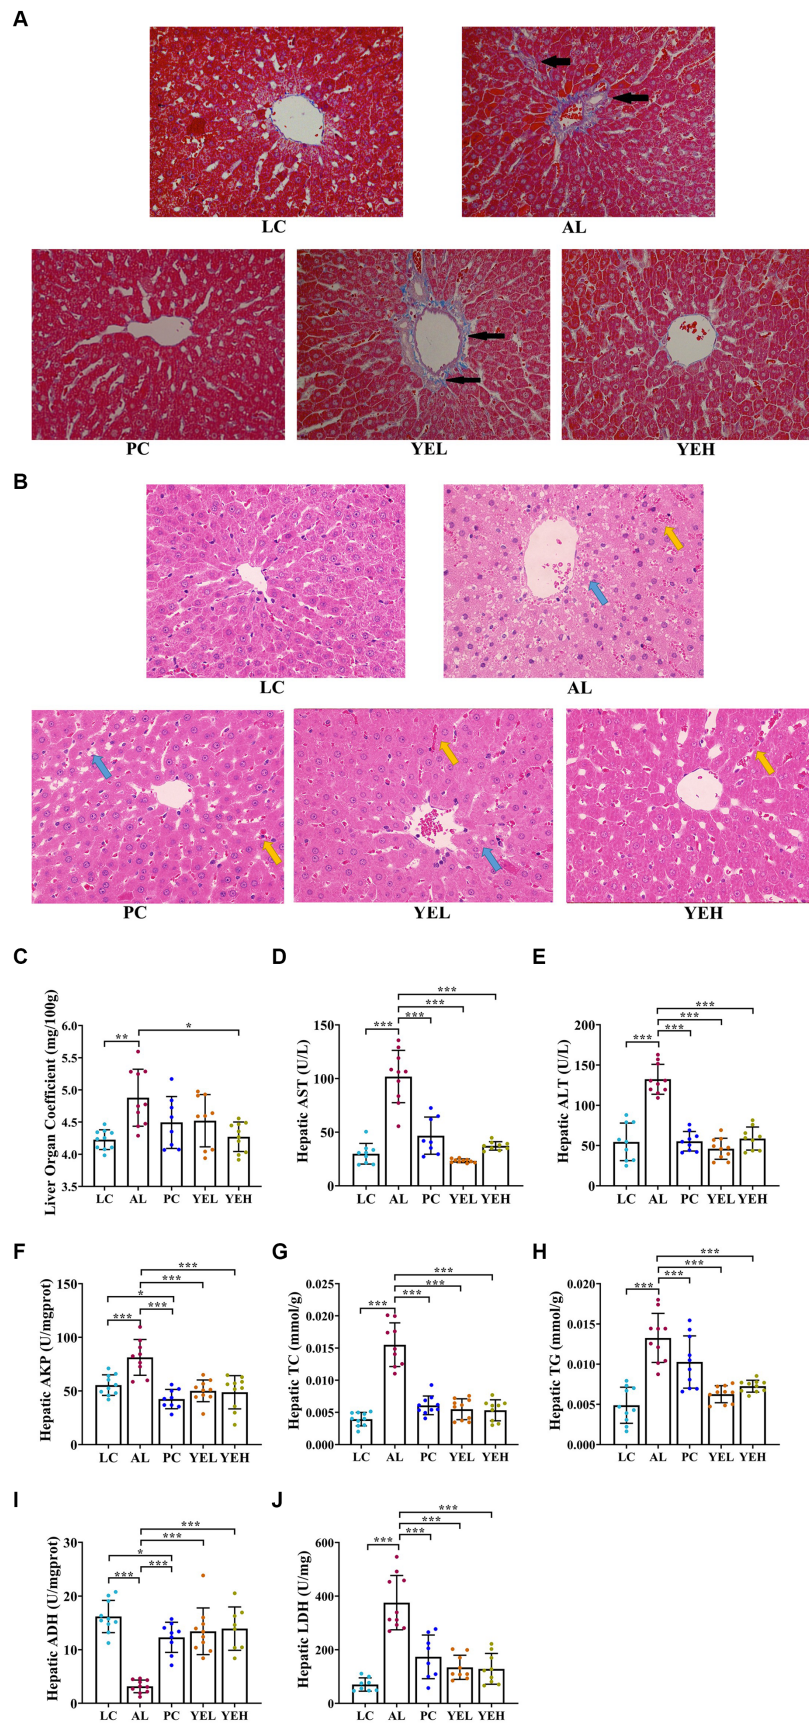 A
LC
AL
PC
YEL
YEH
B
LC
AL
PC
YEL
YEH
C
Liver Organ Coefficient (mg/100g)
6.0
5.5
5.0
4.5
4.0
3.5
**
*
LC AL PC YEL YEH
D
Hepatic AST (U/L)
150
100
50
0
***
***
***
***
LC AL PC YEL YEH
E
Hepatic ALT (U/L)
200
150
100
50
0
***
***
***
***
LC AL PC YEL YEH
F
Hepatic AKP (U/mgprot)
150
100
50
0
***
***
*
***
***
LC AL PC YEL YEH
G
Hepatic TC (mmol/g)
0.025
0.020
0.015
0.010
0.005
0.000
***
***
***
***
LC AL PC YEL YEH
H
Hepatic TG (mmol/g)
0.020
0.015
0.010
0.005
0.000
***
***
***
***
LC AL PC YEL YEH
I
Hepatic ADH (U/mgprot)
30
20
10
0
***
***
*
***
***
LC AL PC YEL YEH
J
Hepatic LDH (U/mg)
600
400
200
0
***
***
***
***
LC AL PC YEL YEH